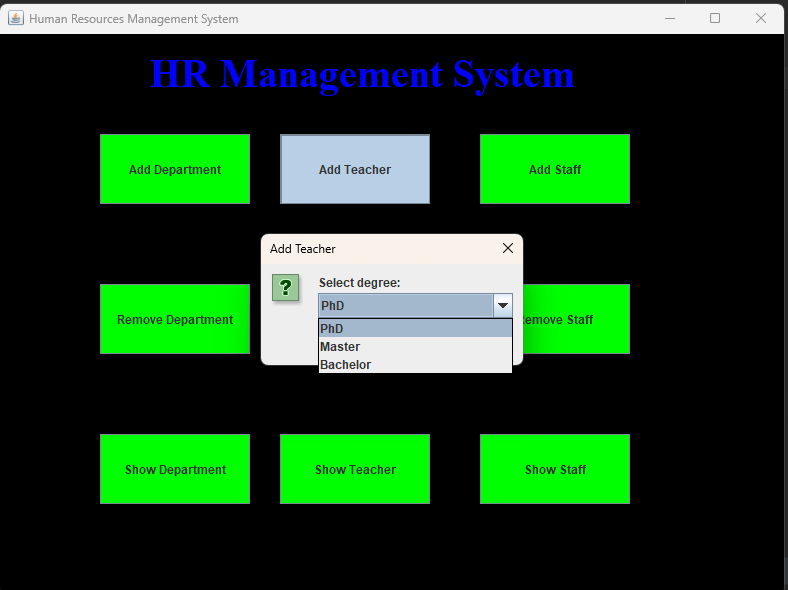 Human Resources Management System
HR Management System
Add Department
Add Teacher
Add Staff
Add Teacher
?
Select degree:
PhD
PhD
Master
Bachelor
Remove Department
emove Staff
Show Department
Show Teacher
Show Staff